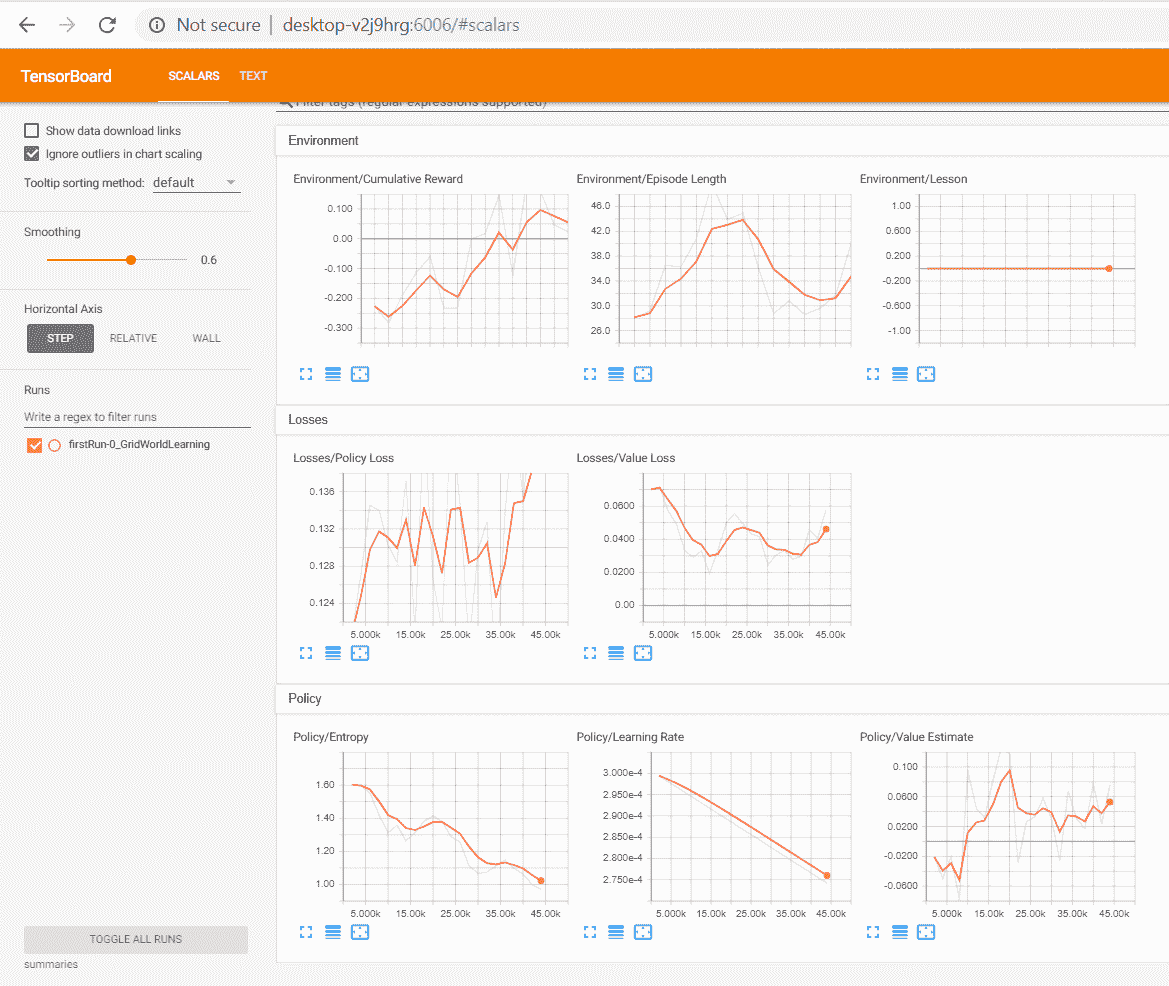 Not secure | desktop-v2j9hrg:6006/#scalars
TensorBoard SCALARS TEXT
Filter tags (regular expressions supported)
Show data download links
Ignore outliers in chart scaling
Tooltip sorting method: default
Smoothing
0.6
Horizontal Axis
STEP RELATIVE WALL
Runs
Write a regex to filter runs
firstRun-0_GridWorldLearning
TOGGLE ALL RUNS
summaries
Environment
Environment/Cumulative Reward
0.100
0.00
-0.100
-0.200
-0.300
Environment/Episode Length
46.0
42.0
38.0
34.0
30.0
26.0
Environment/Lesson
1.00
0.600
0.200
-0.200
-0.600
-1.00
Losses
Losses/Policy Loss
0.136
0.132
0.128
0.124
5.000k 15.00k 25.00k 35.00k 45.00k
Losses/Value Loss
0.0600
0.0400
0.0200
0.00
5.000k 15.00k 25.00k 35.00k 45.00k
Policy
Policy/Entropy
1.60
1.40
1.20
1.00
5.000k 15.00k 25.00k 35.00k 45.00k
Policy/Learning Rate
3.000e-4
2.950e-4
2.900e-4
2.850e-4
2.800e-4
2.750e-4
5.000k 15.00k 25.00k 35.00k 45.00k
Policy/Value Estimate
0.100
0.0600
0.0200
-0.0200
-0.0600
5.000k 15.00k 25.00k 35.00k 45.00k